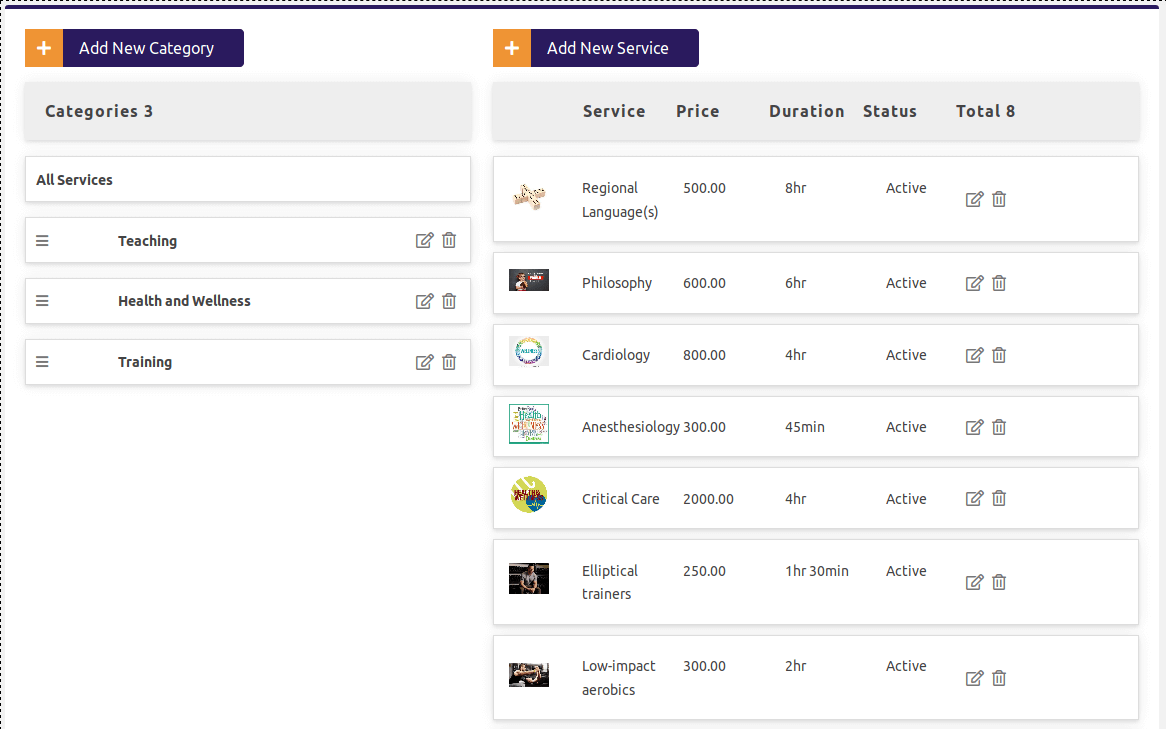 Add New Category
Add New Service
Categories 3
Service Price Duration Status Total 8
All Services
Teaching
Health and Wellness
Training
Regional
Language(s)
500.00 8hr Active
Philosophy 600.00 6hr Active
Cardiology 800.00 4hr Active
Anesthesiology 300.00 45min Active
Critical Care 2000.00 4hr Active
Elliptical
trainers
250.00 1hr 30min Active
Low-impact
aerobics
300.00 2hr Active